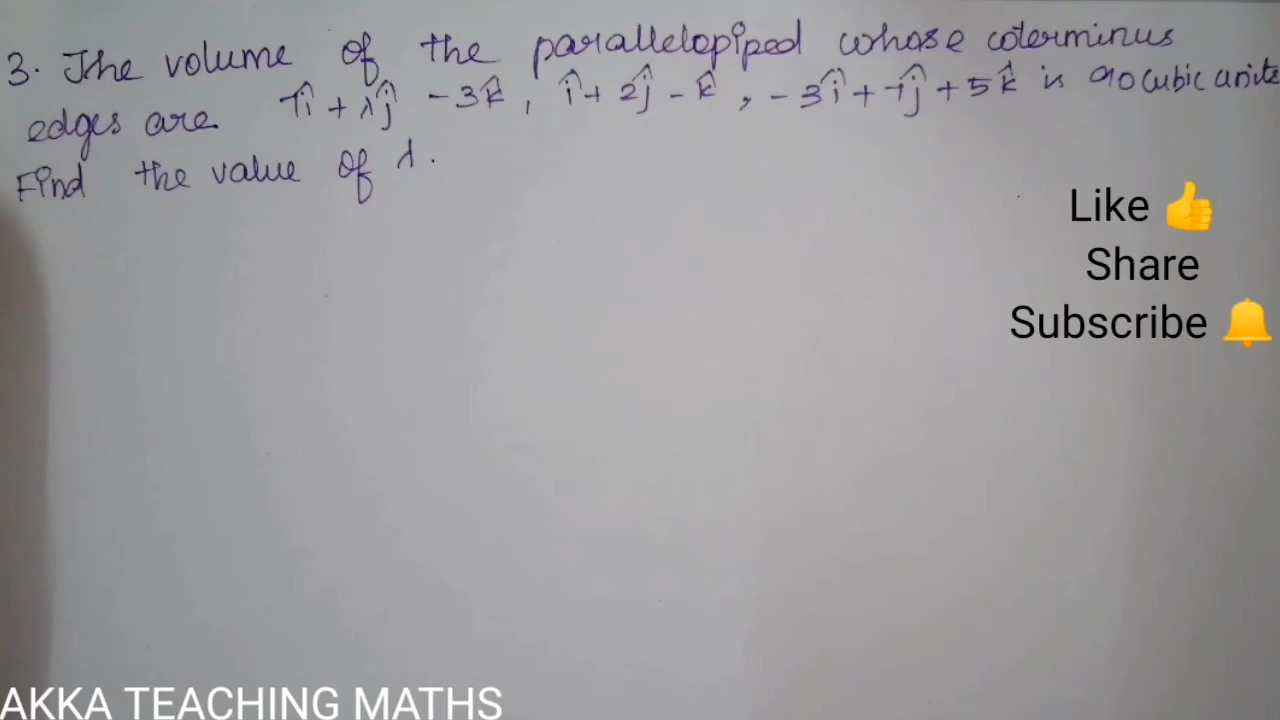 3. The volume of the parallelopiped whose coterminus
edges are 7î + λĵ - 3k̂, î + 2ĵ - k̂, -3î + 7ĵ + 5k̂ is 90 cubic units
Find the value of λ.
Like 👍
Share
Subscribe 🔔
AKKA TEACHING MATHS